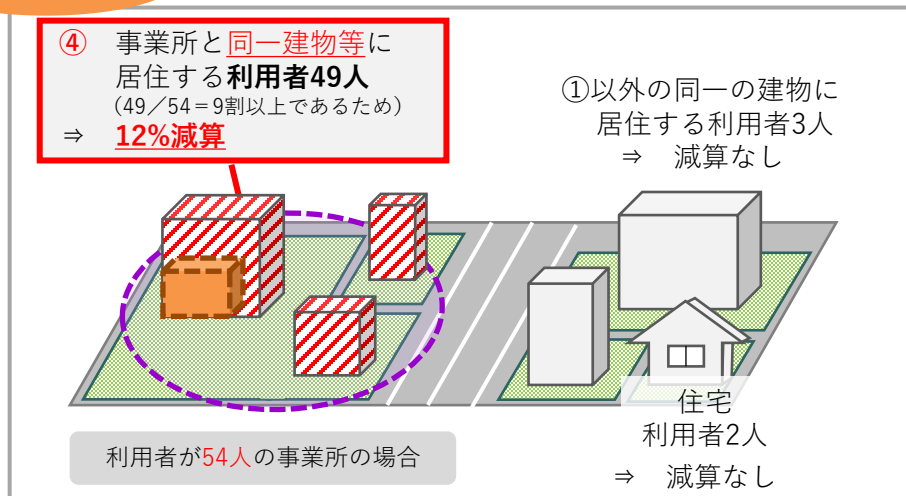 ④ 事業所と同一建物等に
居住する利用者49人
（49／54＝9割以上であるため）
⇒ 12%減算
①以外の同一の建物に
居住する利用者3人
⇒ 減算なし
住宅
利用者2人
⇒ 減算なし
利用者が54人の事業所の場合